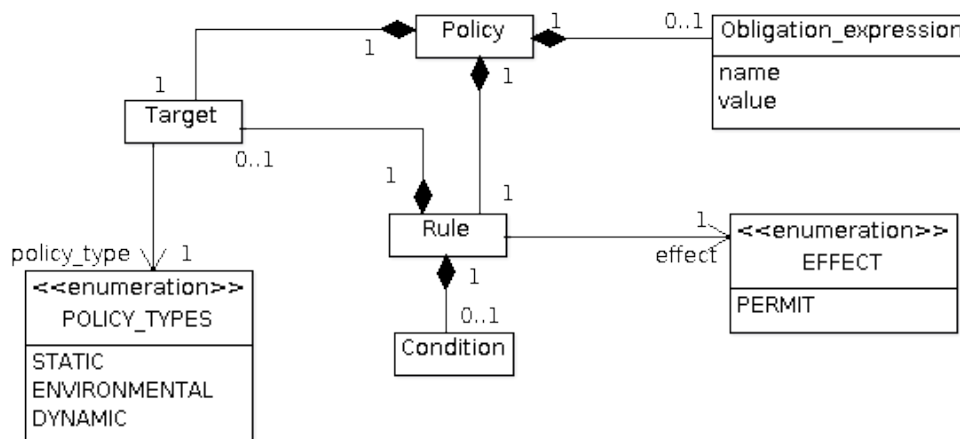 Policy
1
1
1
0..1
Obligation_expression
name
value
1
Target
0..1
1
1
Rule
policy_type
1
<<enumeration>>
POLICY_TYPES
STATIC
ENVIRONMENTAL
DYNAMIC
1
0..1
Condition
1
effect
<<enumeration>>
EFFECT
PERMIT